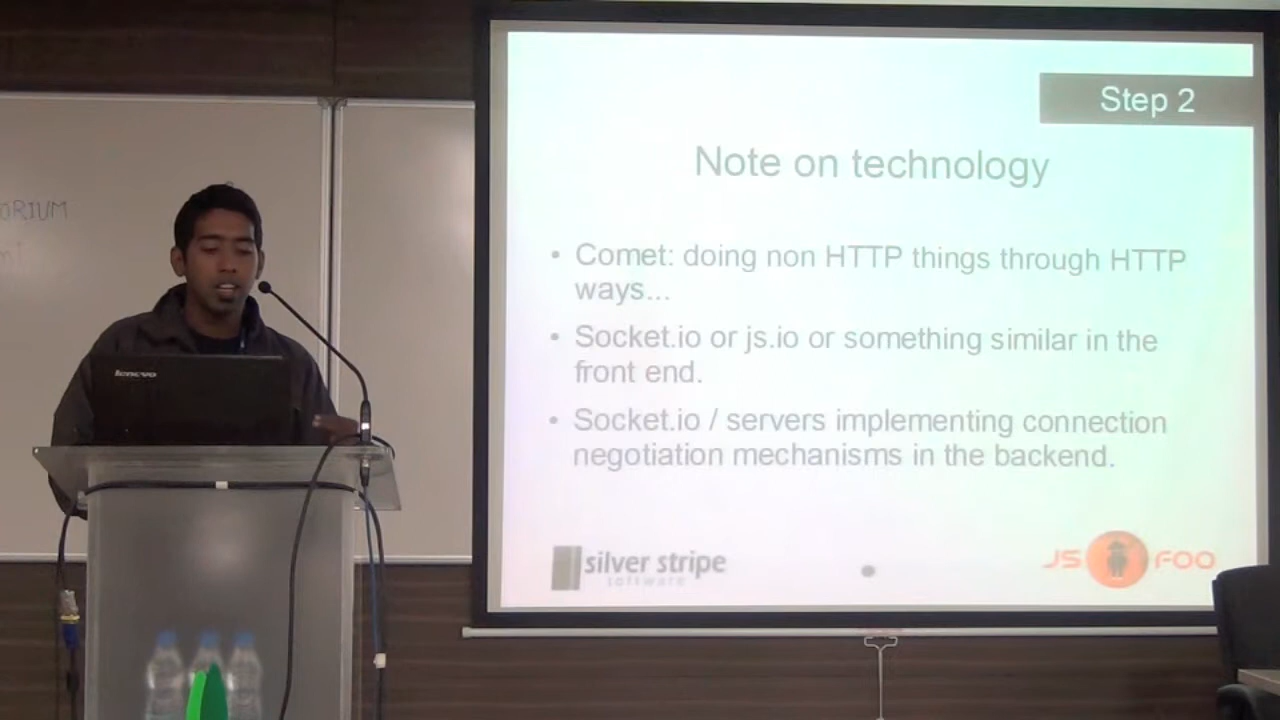 Step 2
Note on technology
• Comet: doing non HTTP things through HTTP
ways...
• Socket.io or js.io or something similar in the
front end.
• Socket.io / servers implementing connection
negotiation mechanisms in the backend.
silver stripe
software
JS FOO
lenovo
ORIUM